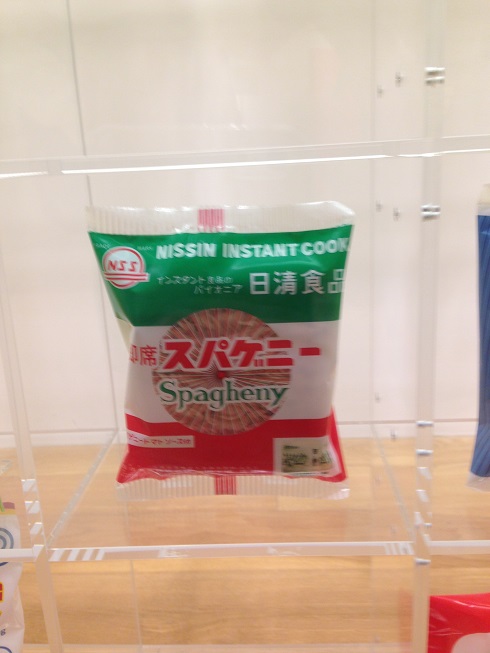 NISSIN INSTANT COOK
NSS
インスタント食品の
パイオニア
日清食品
即席
スパゲニー
Spagheny